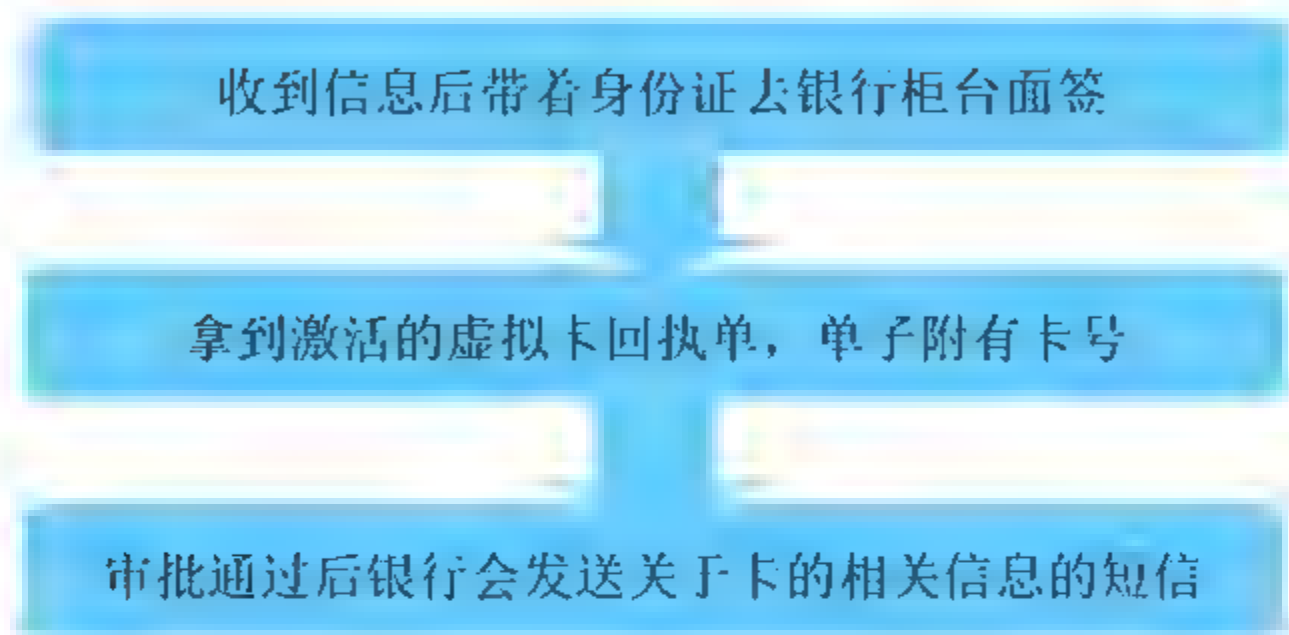 收到信息后带着身份证去银行柜台面签
拿到激活的虚拟卡回执单，单子附有卡号
审批通过后银行会发送关于卡的相关信息的短信